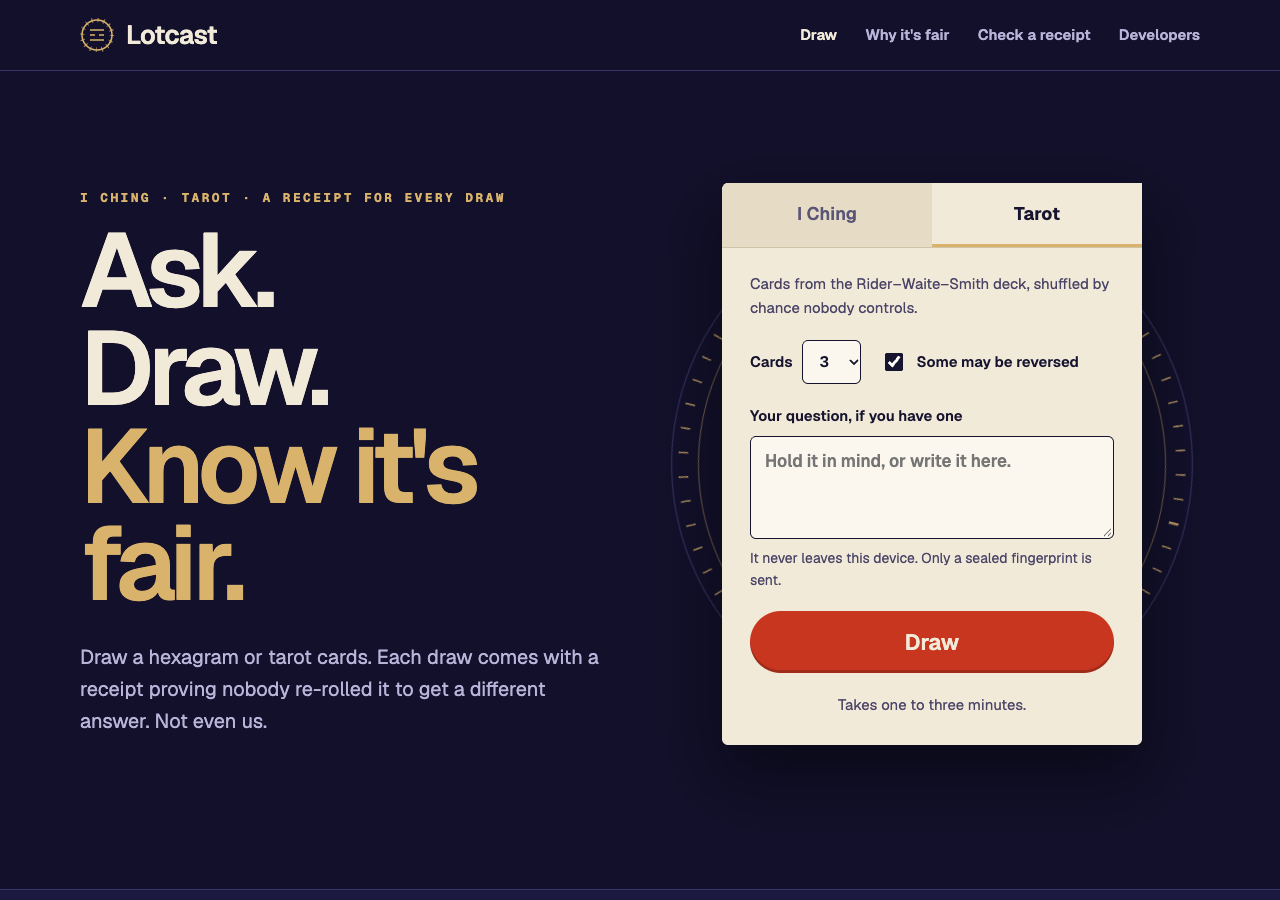 Lotcast
Draw
Why it's fair
Check a receipt
Developers
I CHING · TAROT · A RECEIPT FOR EVERY DRAW
Ask.
Draw.
Know it's
fair.
Draw a hexagram or tarot cards. Each draw comes with a
receipt proving nobody re-rolled it to get a different
answer. Not even us.
I Ching
Tarot
Cards from the Rider–Waite–Smith deck, shuffled by
chance nobody controls.
Cards 3 Some may be reversed
Your question, if you have one
Hold it in mind, or write it here.
It never leaves this device. Only a sealed fingerprint is
sent.
Draw
Takes one to three minutes.